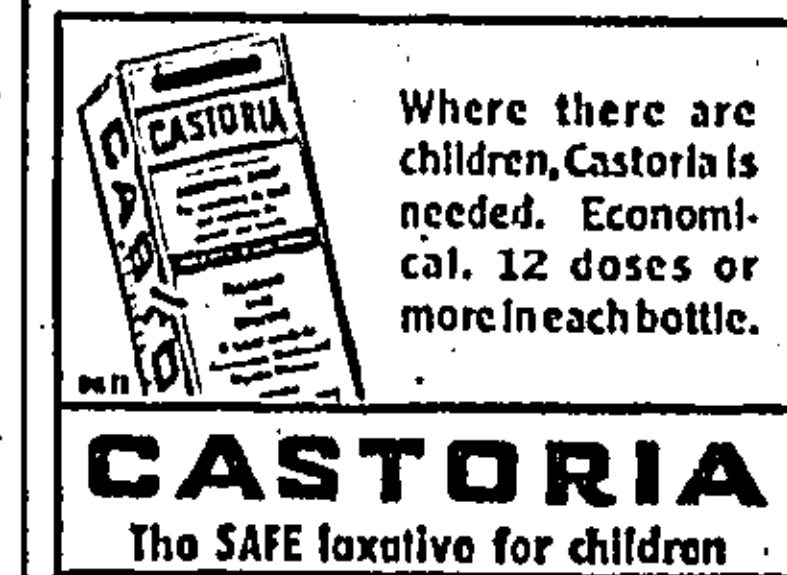 CASTORIA
Where there are
children, Castoria is
needed. Economi-
cal. 12 doses or
more in each bottle.
CASTORIA
The SAFE laxative for children